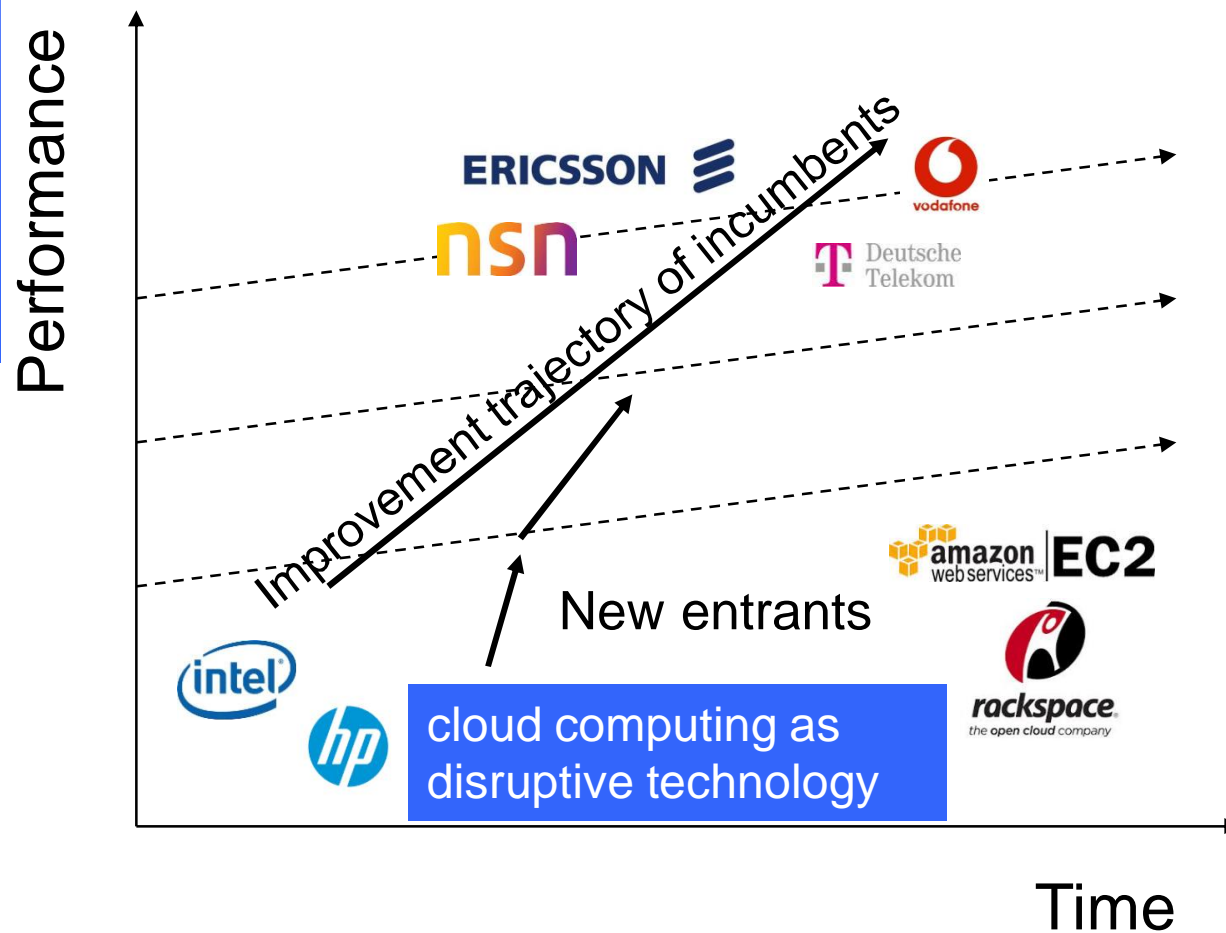 Performance
Improvement trajectory of incumbents
ERICSSON
nsn
vodafone
Deutsche
Telekom
amazon
web services™
EC2
New entrants
intel®
hp
rackspace®
the open cloud company
cloud computing as
disruptive technology
Time